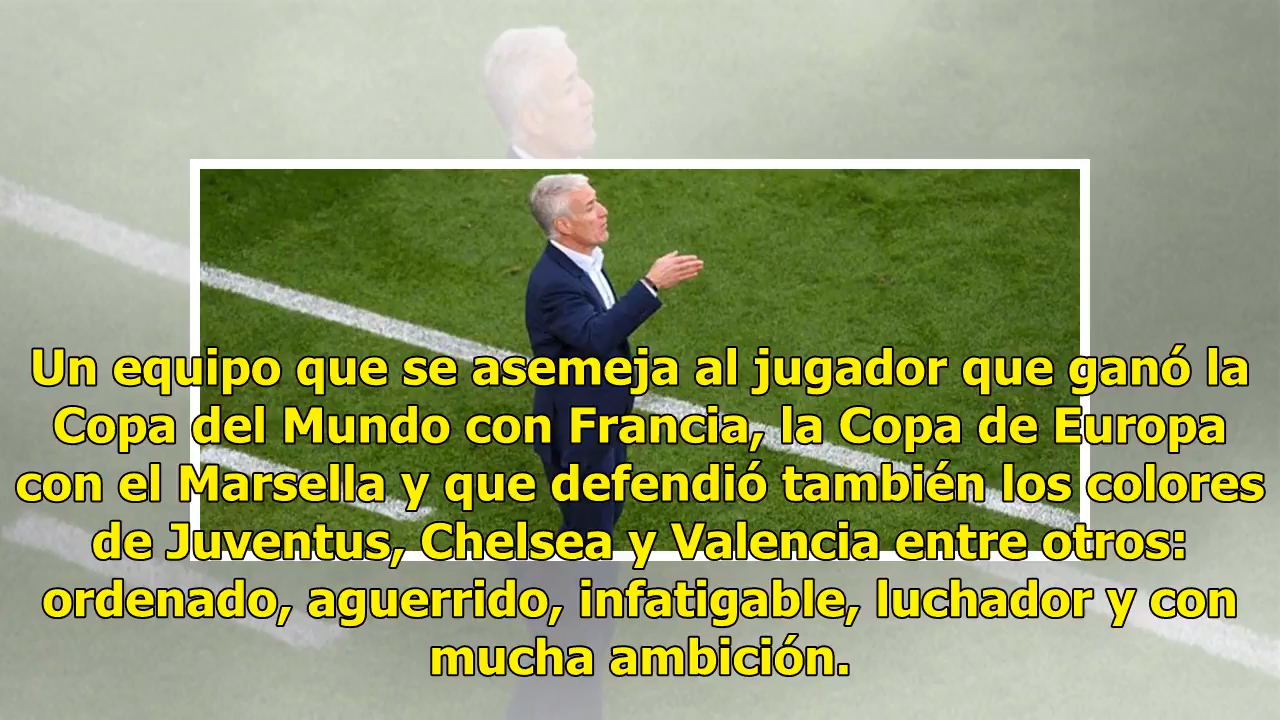 Un equipo que se asemeja al jugador que ganó la
Copa del Mundo con Francia, la Copa de Europa
con el Marsella y que defendió también los colores
de Juventus, Chelsea y Valencia entre otros:
ordenado, aguerrido, infatigable, luchador y con
mucha ambición.